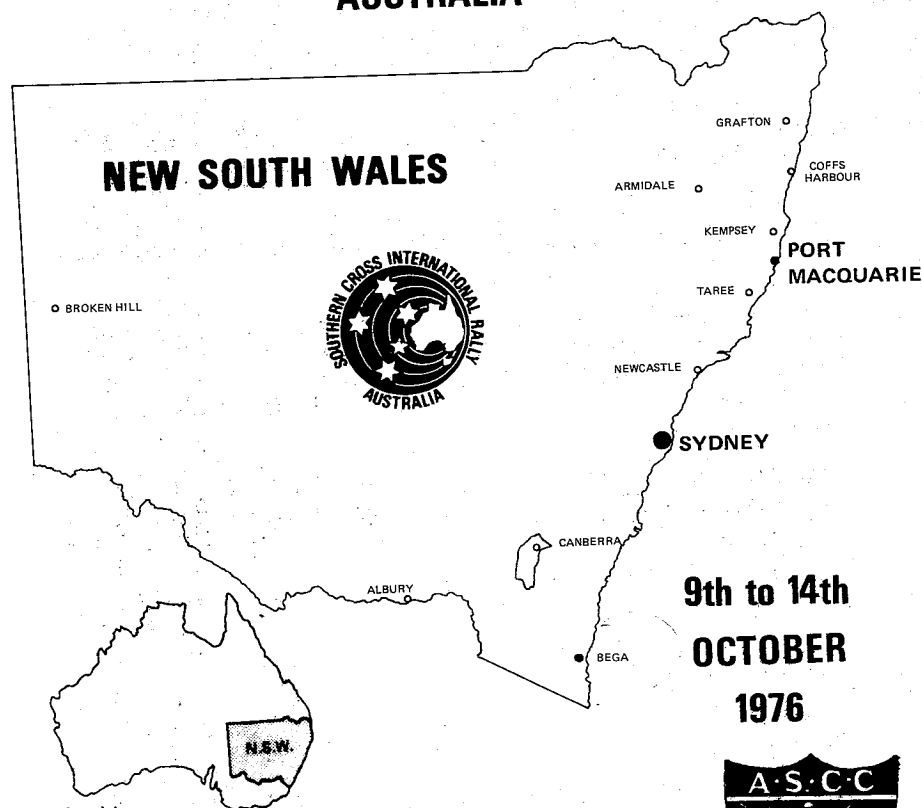 AUSTRALIA
NEW SOUTH WALES
GRAFTON
COFFS
HARBOUR
ARMIDALE
KEMPSEY
PORT
MACQUARIE
TAREE
BROKEN HILL
SOUTHERN CROSS INTERNATIONAL RALLY
AUSTRALIA
NEWCASTLE
SYDNEY
CANBERRA
ALBURY
BEGA
9th to 14th
OCTOBER
1976
N.S.W.
A·S·C·C